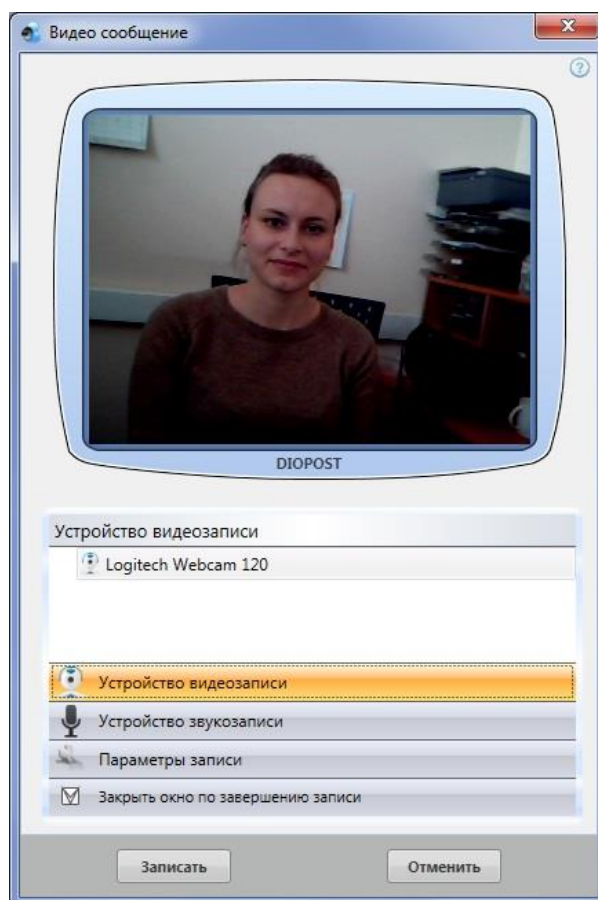 Видео сообщение
DIOPOST
Устройство видеозаписи
Logitech Webcam 120
Устройство видеозаписи
Устройство звукозаписи
Параметры записи
Закрыть окно по завершению записи
Записать
Отменить